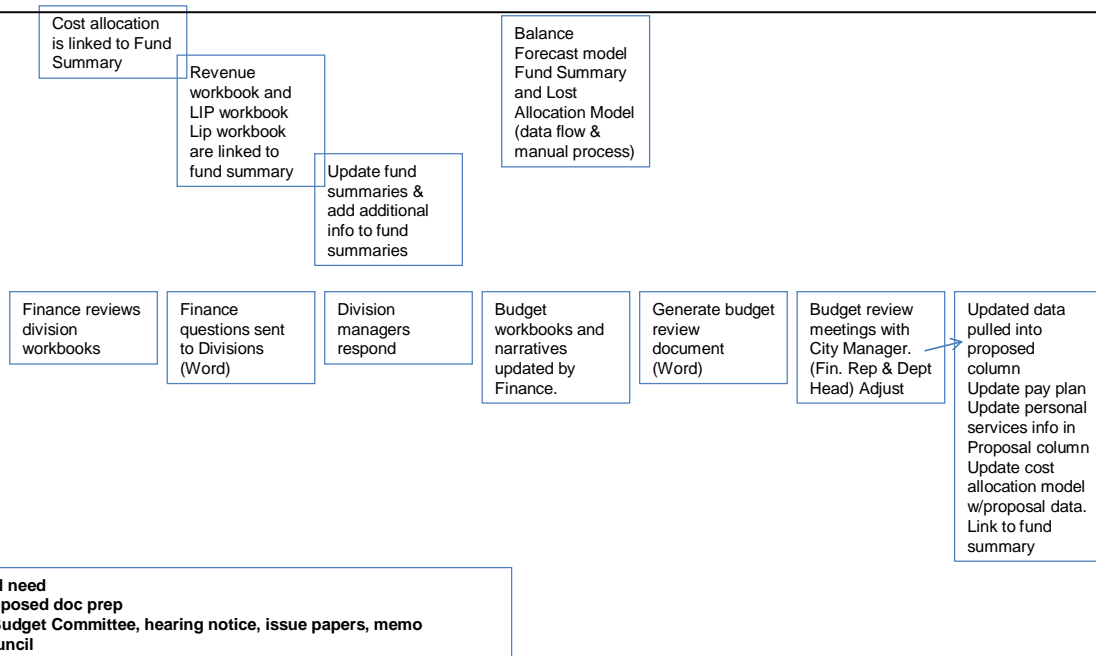 Cost allocation
is linked to Fund
Summary
Revenue
workbook and
LIP workbook
Lip workbook
are linked to
fund summary
Update fund
summaries &
add additional
info to fund
summaries
Balance
Forecast model
Fund Summary
and Lost
Allocation Model
(data flow &
manual process)
Finance reviews
division
workbooks
Finance
questions sent
to Divisions
(Word)
Division
managers
respond
Budget
workbooks and
narratives
updated by
Finance.
Generate budget
review
document
(Word)
Budget review
meetings with
City Manager.
(Fin. Rep & Dept
Head) Adjust
Updated data
pulled into
proposed
column
Update pay plan
Update personal
services info in
Proposal column
Update cost
allocation model
w/proposal data.
Link to fund
summary
need
doc prep
Budget Committee, hearing notice, issue papers, memo